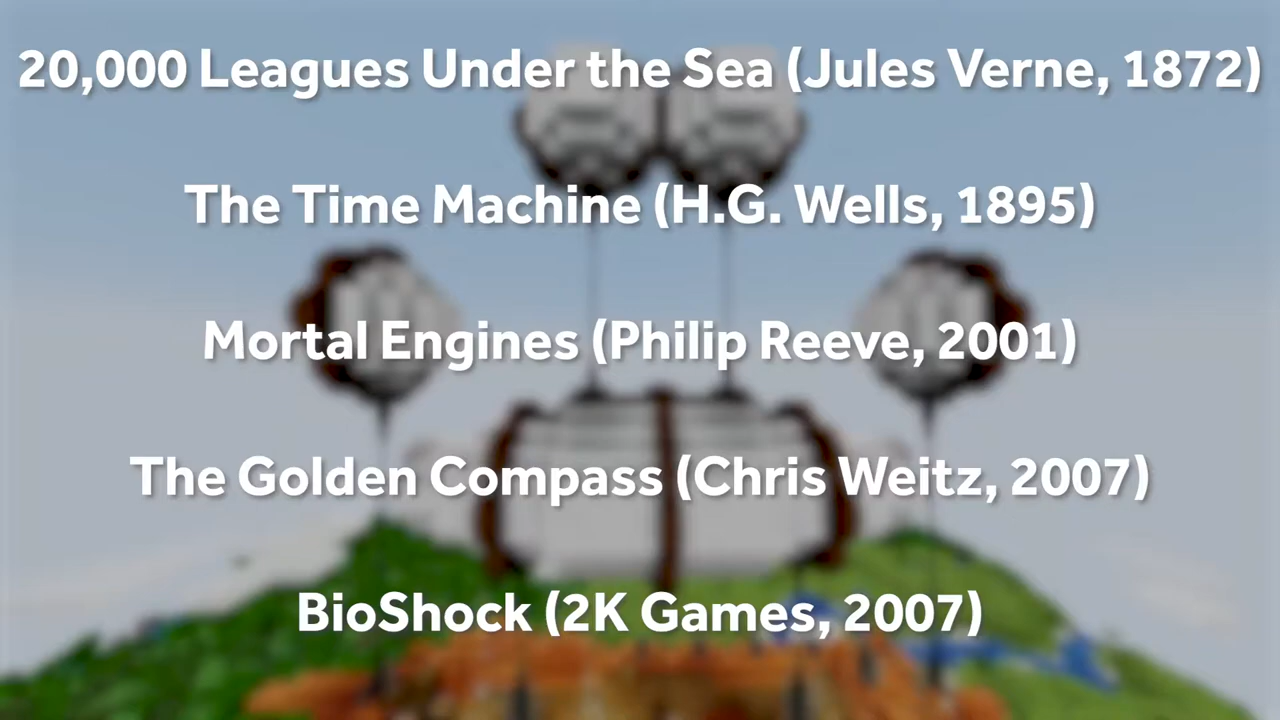 20,000 Leagues Under the Sea (Jules Verne, 1872)
The Time Machine (H.G. Wells, 1895)
Mortal Engines (Philip Reeve, 2001)
The Golden Compass (Chris Weitz, 2007)
BioShock (2K Games, 2007)